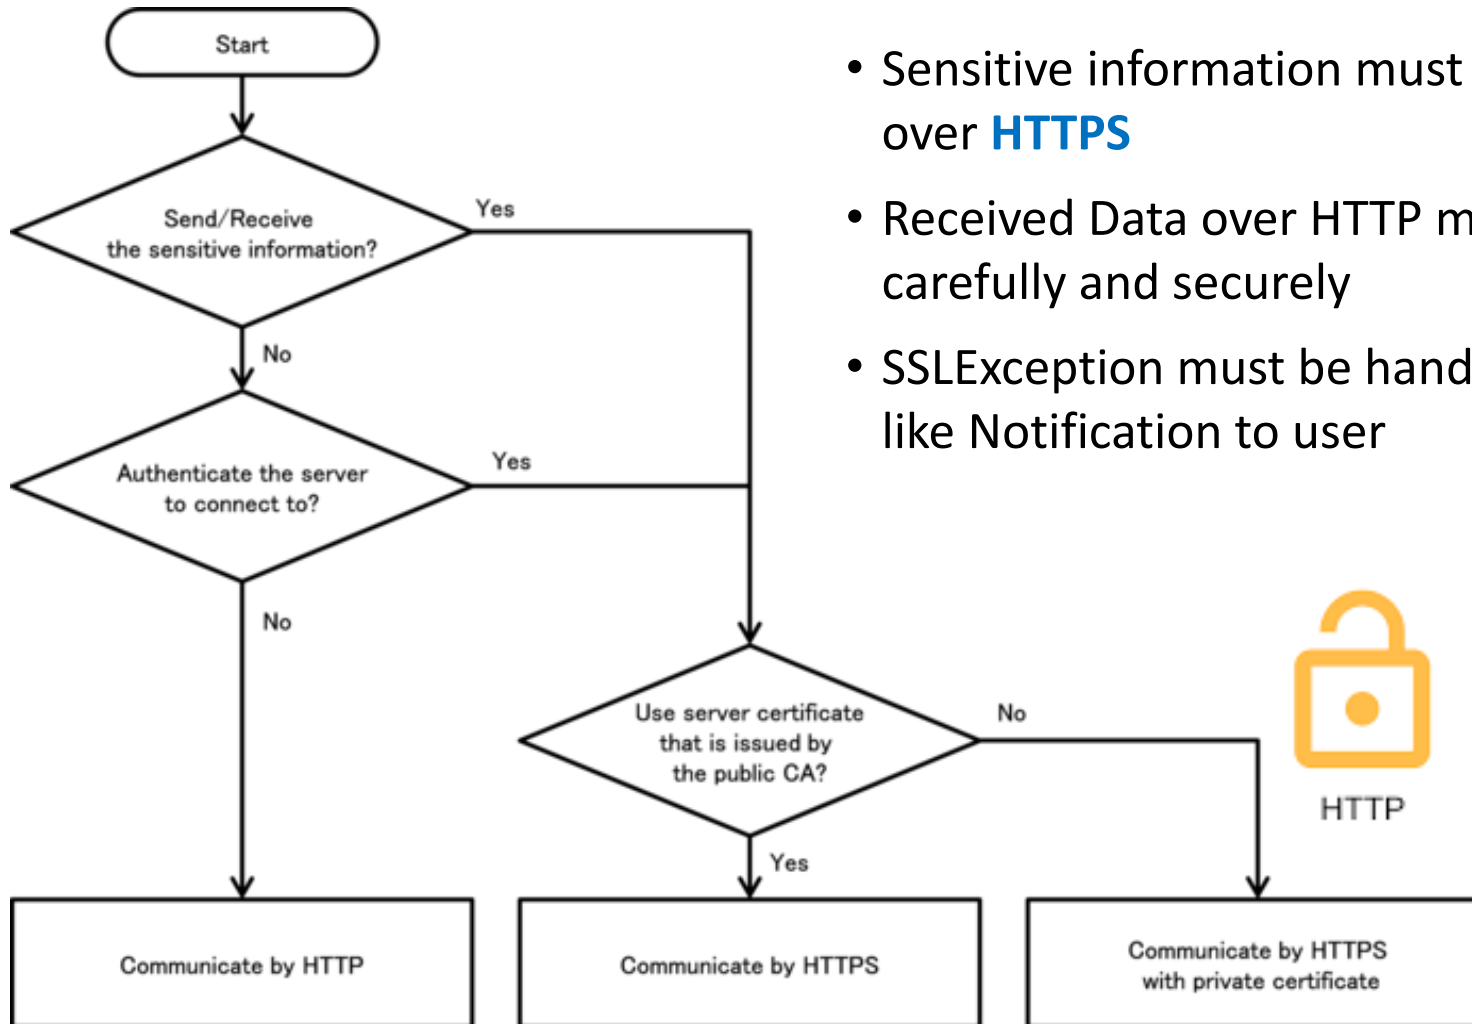 Start
Send/Receive
the sensitive information?
Yes
No
Authenticate the server
to connect to?
Yes
No
Use server certificate
that is issued by
the public CA?
No
Yes
Communicate by HTTP
Communicate by HTTPS
Communicate by HTTPS
with private certificate
• Sensitive information must
over HTTPS
• Received Data over HTTP
carefully and securely
• SSLException must be hand
like Notification to user
HTTP